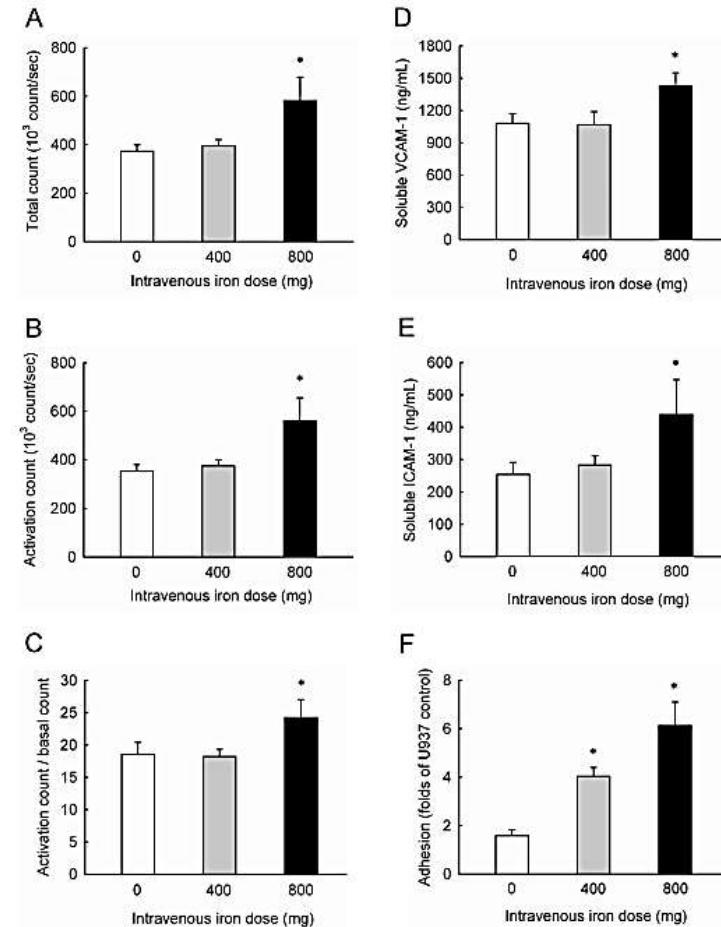 A
Total count (10³ count/sec)
800
600
400
200
0
*
0 400 800
Intravenous iron dose (mg)
B
Activation count (10³ count/sec)
800
600
400
200
0
*
0 400 800
Intravenous iron dose (mg)
C
Activation count / basal count
30
25
20
15
10
5
0
*
0 400 800
Intravenous iron dose (mg)
D
Soluble VCAM-1 (ng/mL)
1800
1500
1200
900
600
300
0
*
0 400 800
Intravenous iron dose (mg)
E
Soluble ICAM-1 (ng/mL)
600
500
400
300
200
100
0
*
0 400 800
Intravenous iron dose (mg)
F
Adhesion (folds of U937 control)
8
6
4
2
0
*
*
0 400 800
Intravenous iron dose (mg)